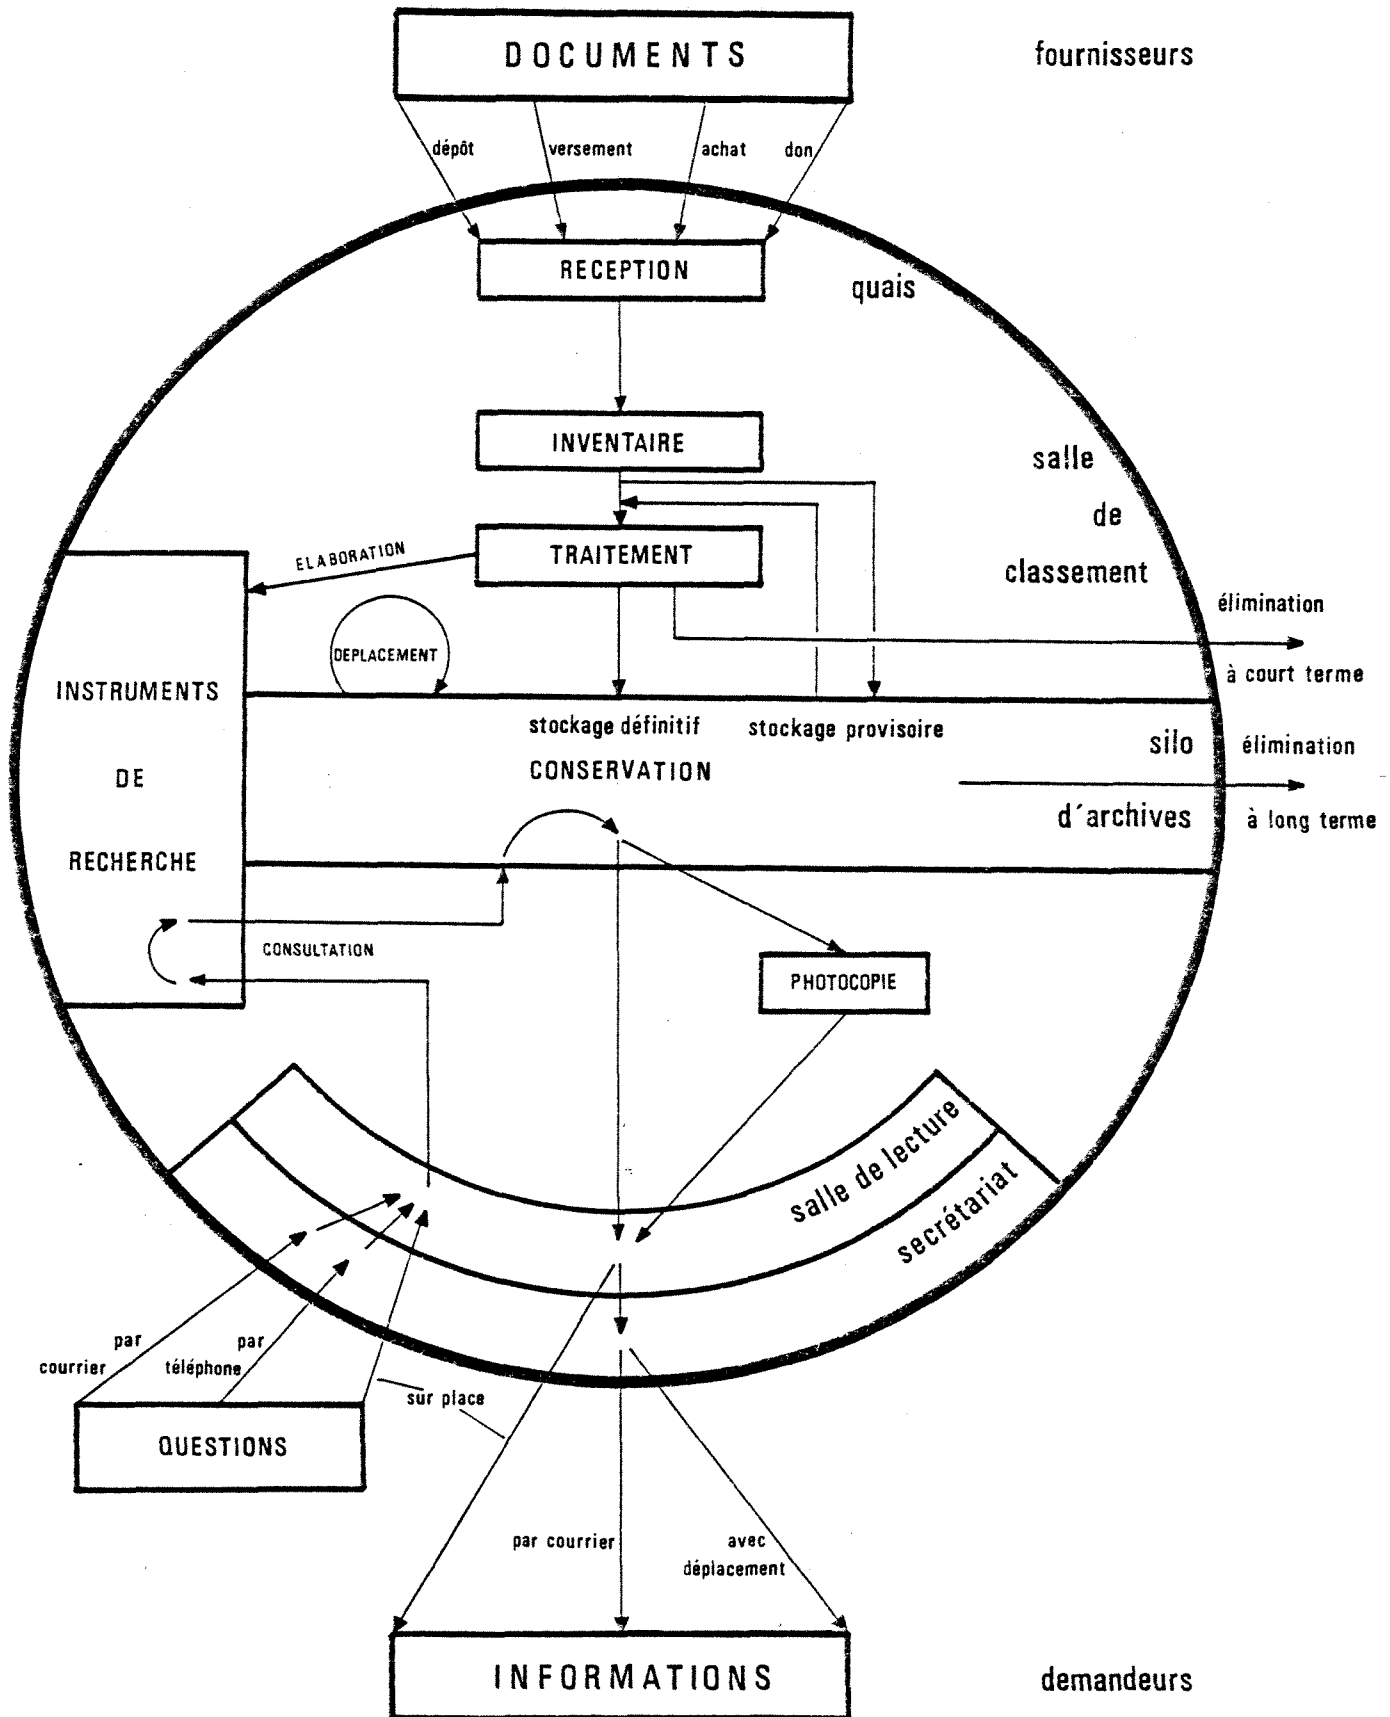 DOCUMENTS
fournisseurs
dépôt
versement
achat
don
RECEPTION
quais
INVENTAIRE
salle
de
classement
TRAITEMENT
ELABORATION
élimination
à court terme
DEPLACEMENT
INSTRUMENTS
DE
RECHERCHE
stockage définitif
stockage provisoire
CONSERVATION
silo
d'archives
élimination
à long terme
CONSULTATION
PHOTOCOPIE
salle de lecture
secrétariat
par
courrier
par
téléphone
sur place
QUESTIONS
par courrier
avec
déplacement
INFORMATIONS
demandeurs